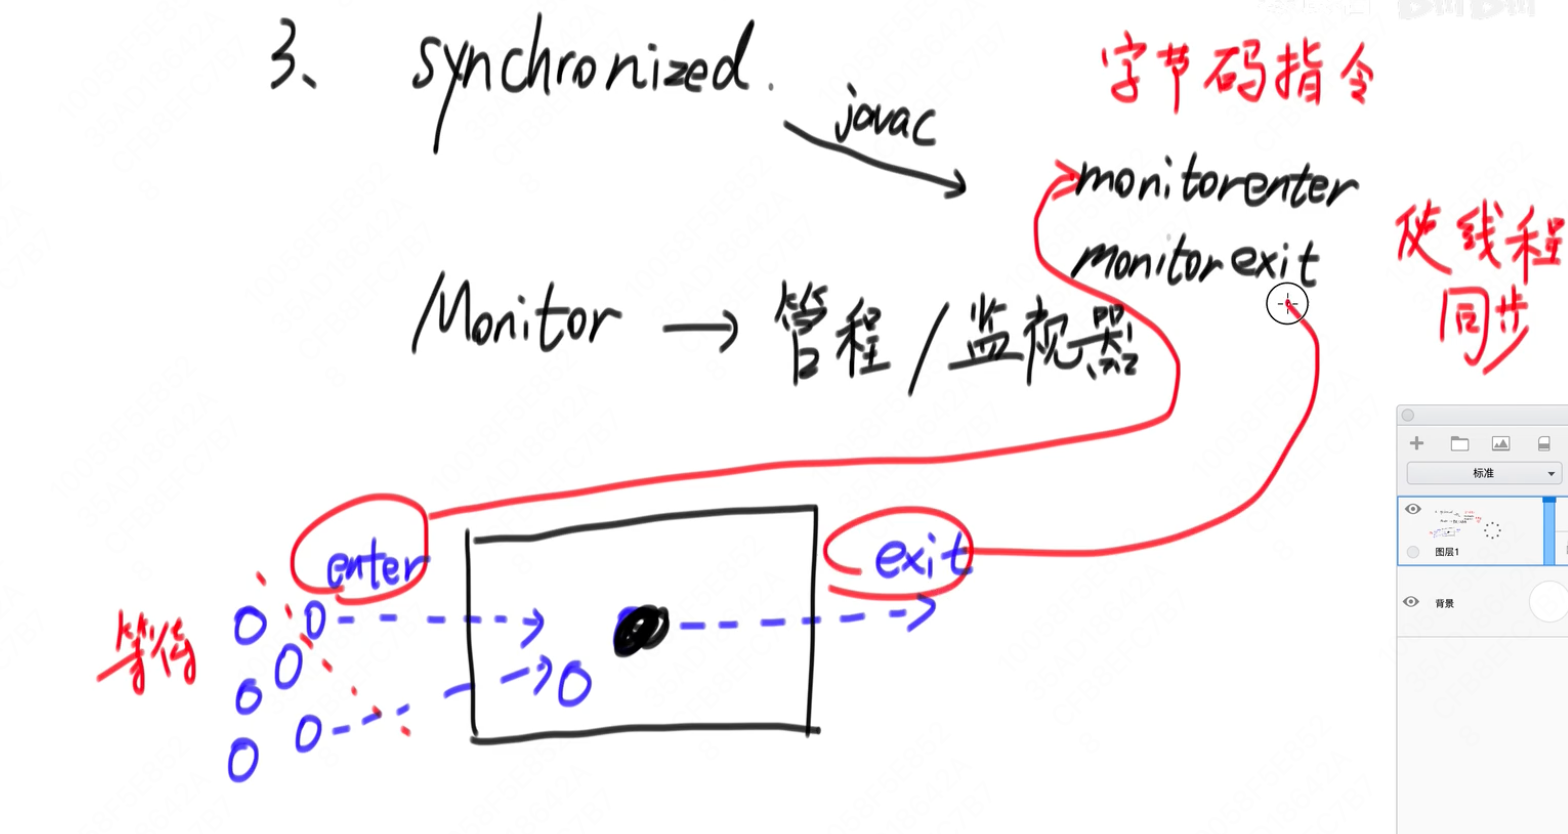 3、 synchronized.
javac
字节码指令
monitorenter
monitorexit
使线程
同步
Monitor → 管程/监视器
enter
exit
等待
标准
图层1
背景